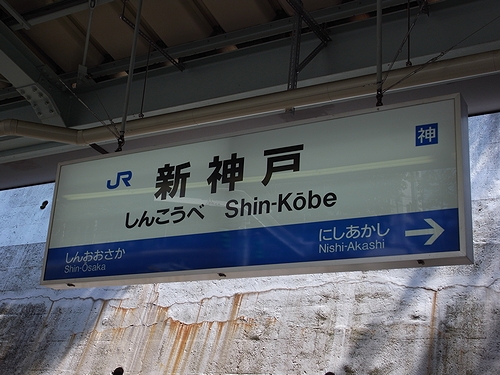 JR 新神戸 神
しんこうべ Shin-Kōbe
しんおおさか
Shin-Ōsaka
にしあかし →
Nishi-Akashi